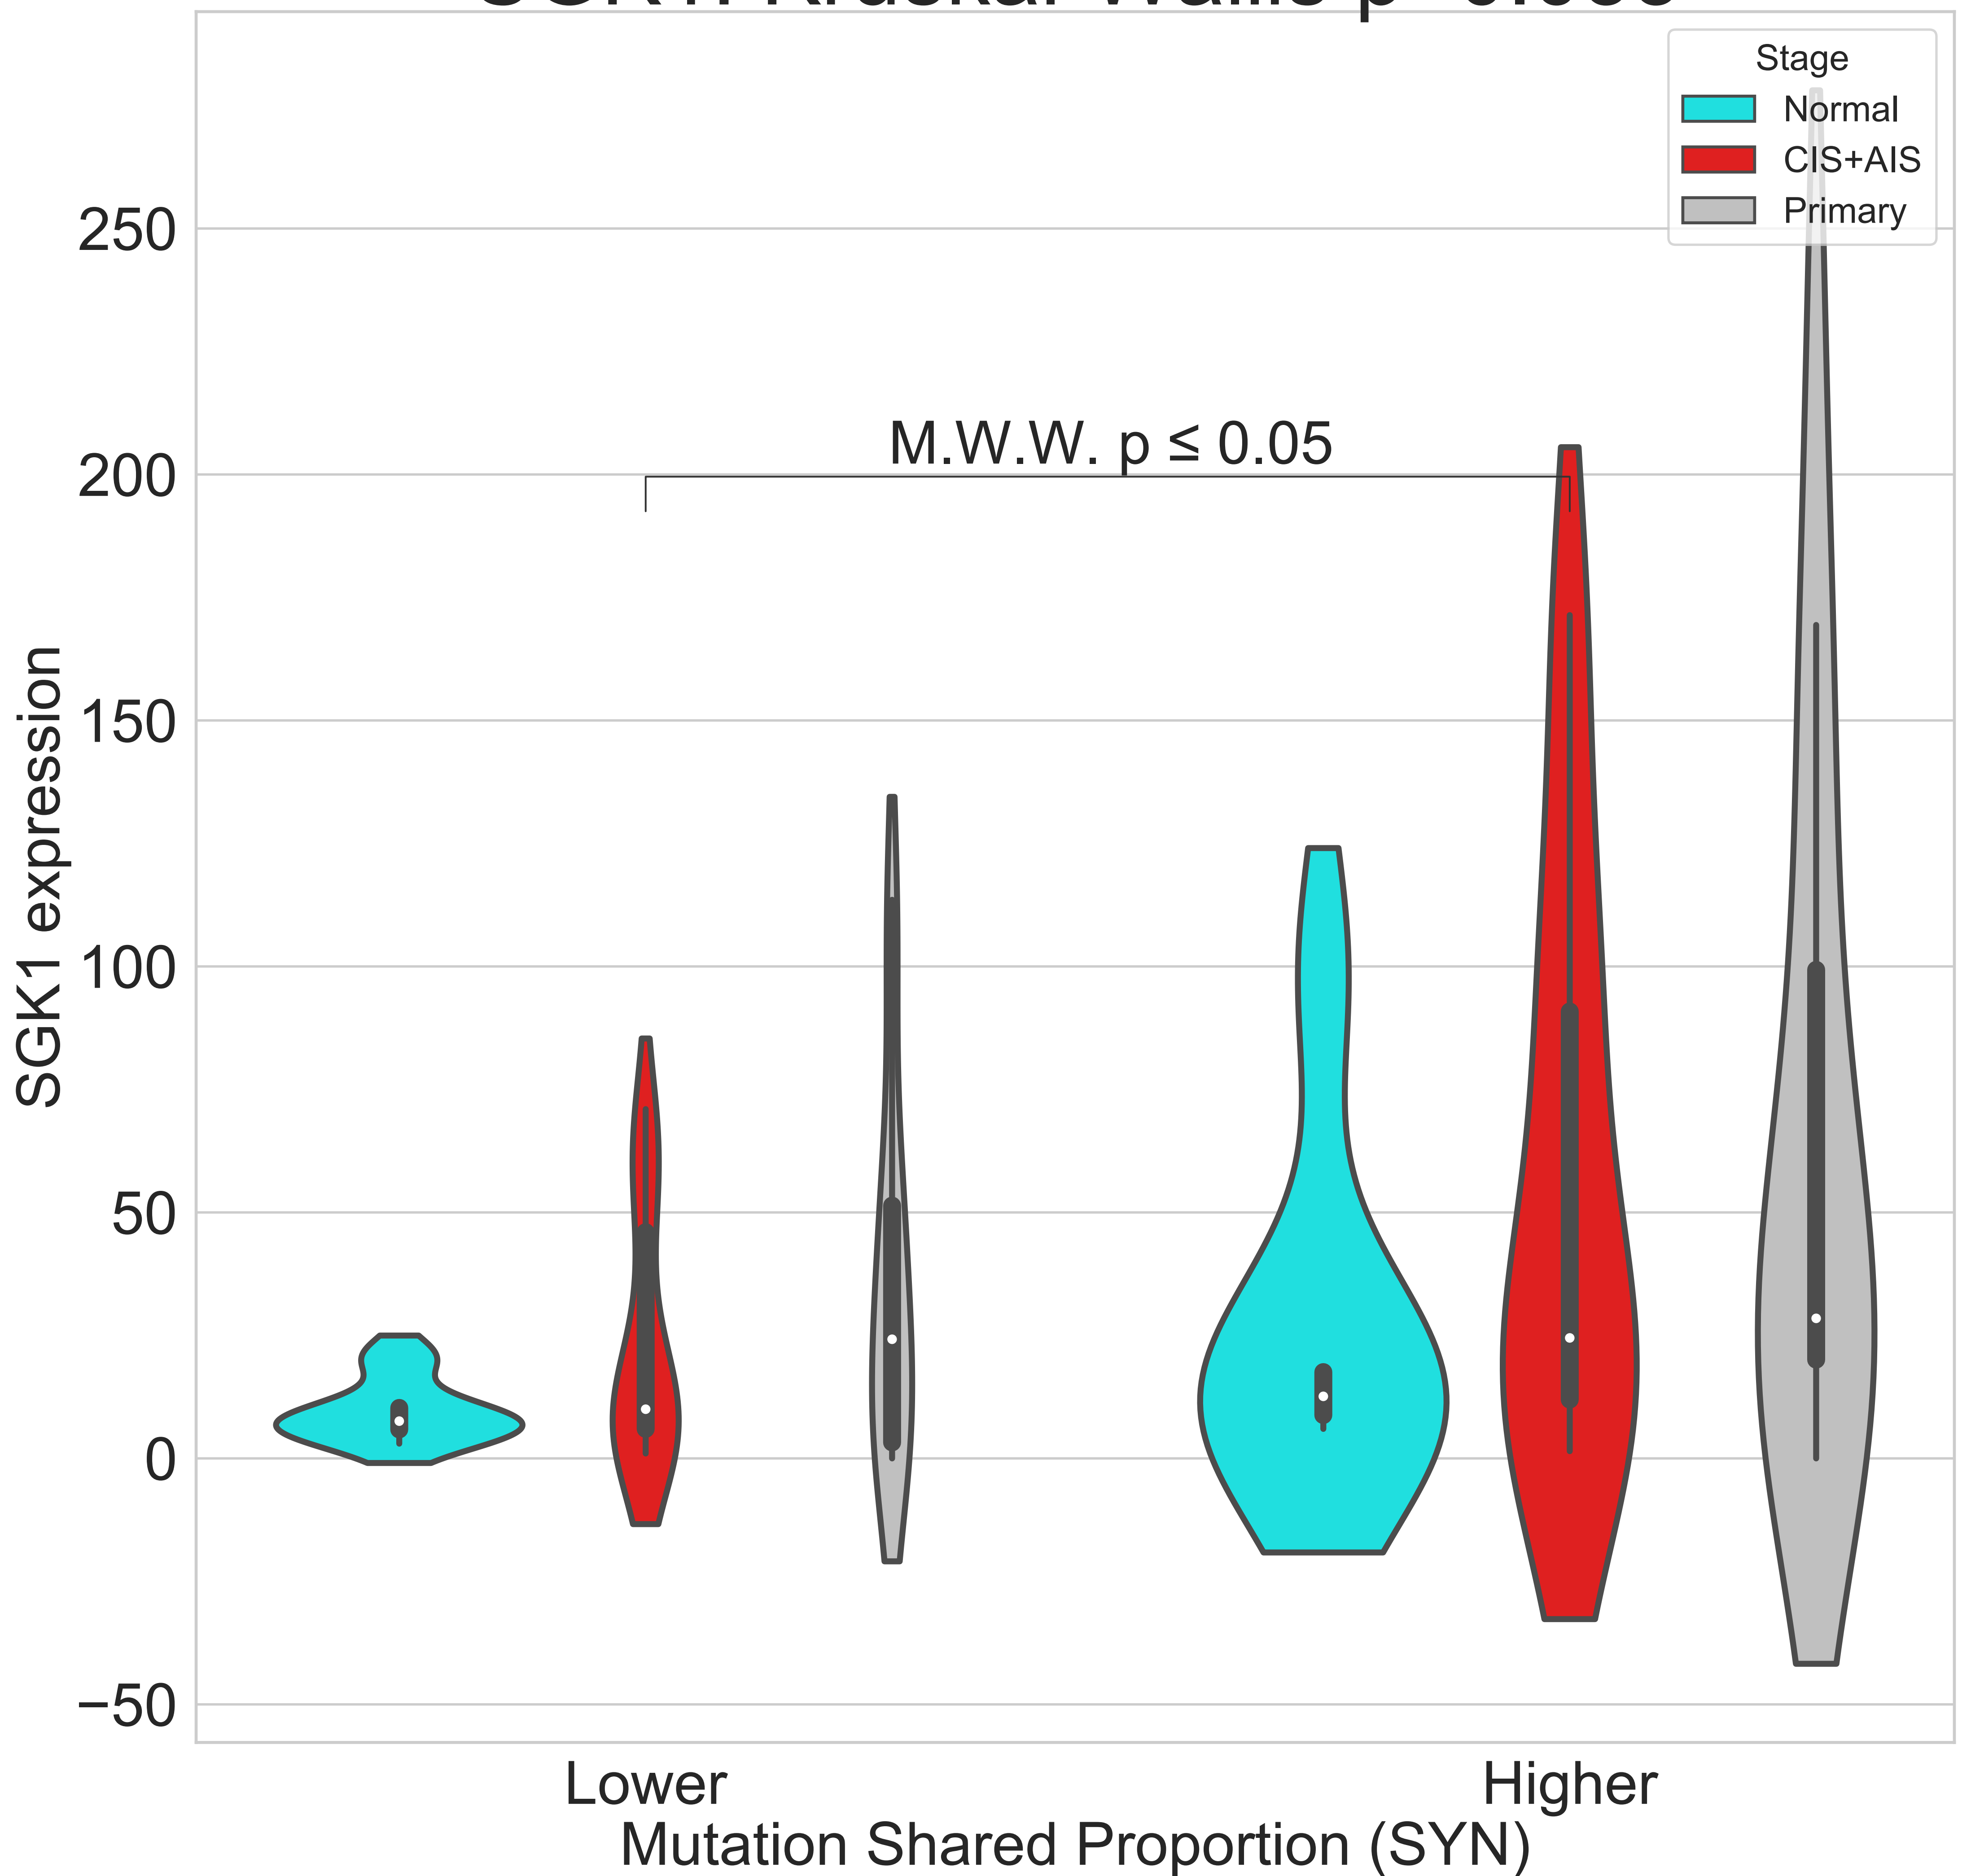 Stage
Normal
CIS+AIS
Primary
250
200
150
100
50
0
−50
SGK1 expression
M.W.W. p ≤ 0.05
Lower
Higher
Mutation Shared Proportion (SYN)